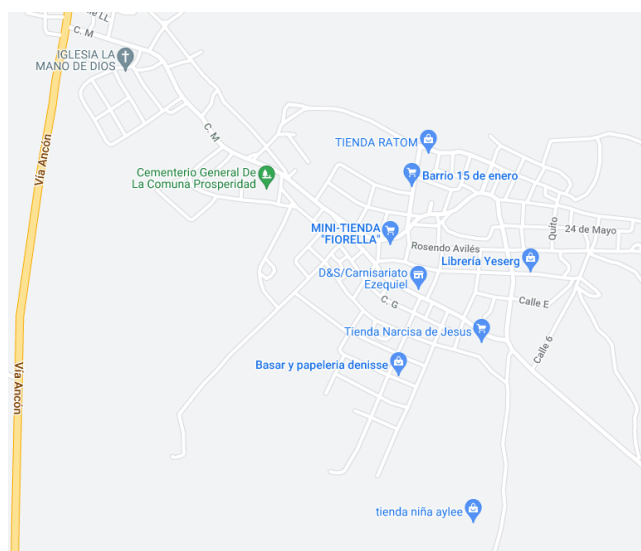 le LL
C. M
IGLESIA LA
MANO DE DIOS
C. M
Vía Ancón
TIENDA RATOM
Cementerio General De
La Comuna Prosperidad
Barrio 15 de enero
MINI-TIENDA
"FIORELLA"
Quito
24 de Mayo
Rosendo Avilés
Librería Yeserg
D&S/Carnisariato
Ezequiel
C. G
Calle E
Tienda Narcisa de Jesus
Calle 6
Vía Ancón
Basar y papeleria denisse
tienda niña aylee